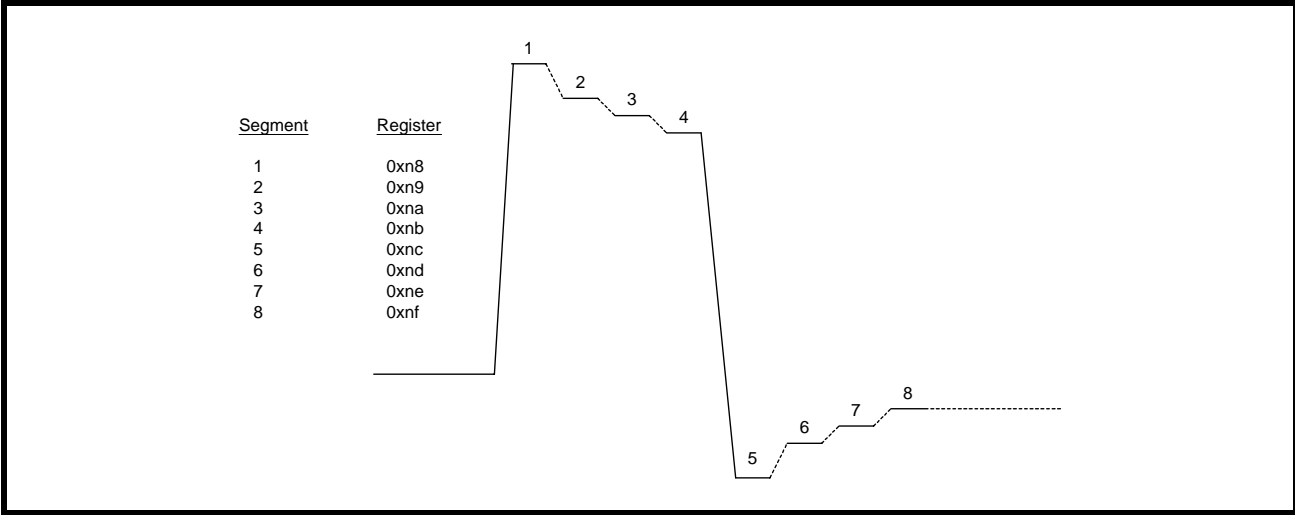 Segment Register
1 0xn8
2 0xn9
3 0xna
4 0xnb
5 0xnc
6 0xnd
7 0xne
8 0xnf
1
2
3
4
5
6
7
8